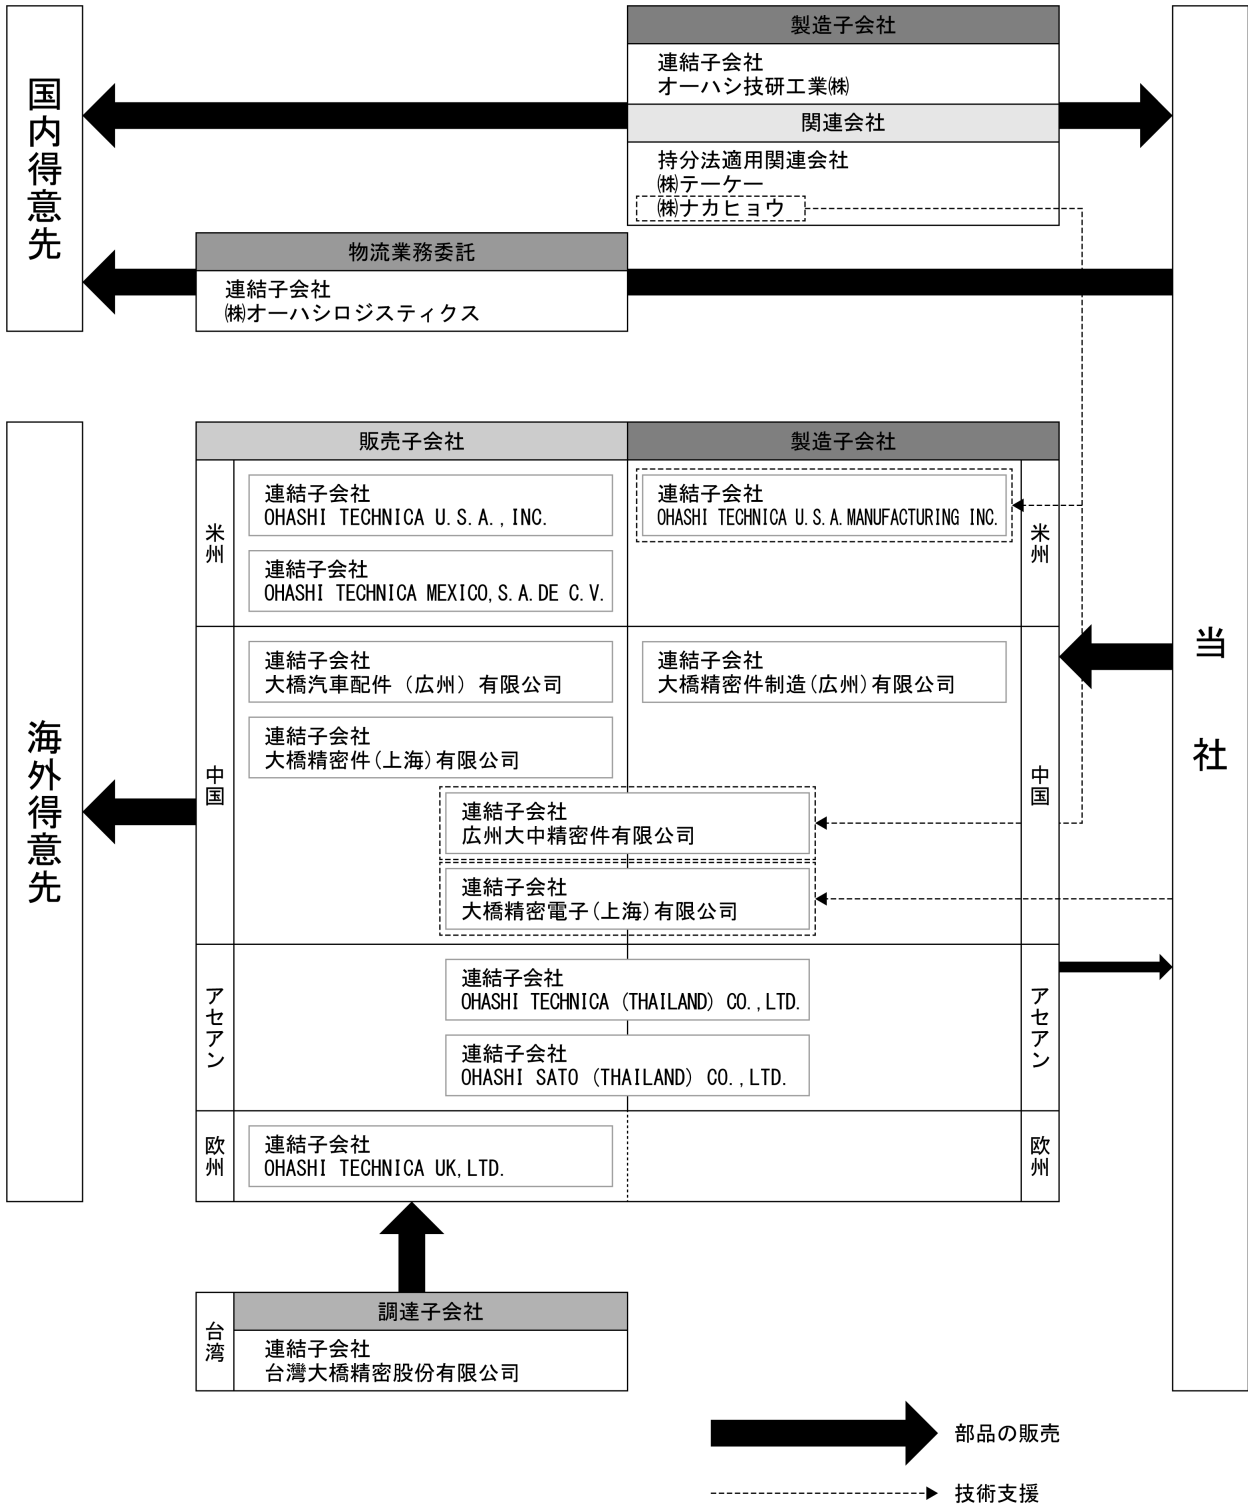 国内得意先
製造子会社
連結子会社
オーハシ技研工業㈱
関連会社
持分法適用関連会社
㈱テーケー
㈱ナカヒョウ
物流業務委託
連結子会社
㈱オーハシロジスティクス
当社
海外得意先
販売子会社
製造子会社
米州
連結子会社
OHASHI TECHNICA U.S.A.,INC.
連結子会社
OHASHI TECHNICA MEXICO,S.A.DE C.V.
連結子会社
OHASHI TECHNICA U.S.A.MANUFACTURING INC.
米州
中国
連結子会社
大橋汽車配件（広州）有限公司
連結子会社
大橋精密件(上海)有限公司
連結子会社
大橋精密件制造(広州)有限公司
連結子会社
広州大中精密件有限公司
連結子会社
大橋精密電子(上海)有限公司
中国
アセアン
連結子会社
OHASHI TECHNICA (THAILAND) CO.,LTD.
連結子会社
OHASHI SATO (THAILAND) CO.,LTD.
アセアン
欧州
連結子会社
OHASHI TECHNICA UK,LTD.
欧州
台湾
調達子会社
連結子会社
台灣大橋精密股份有限公司
部品の販売
技術支援